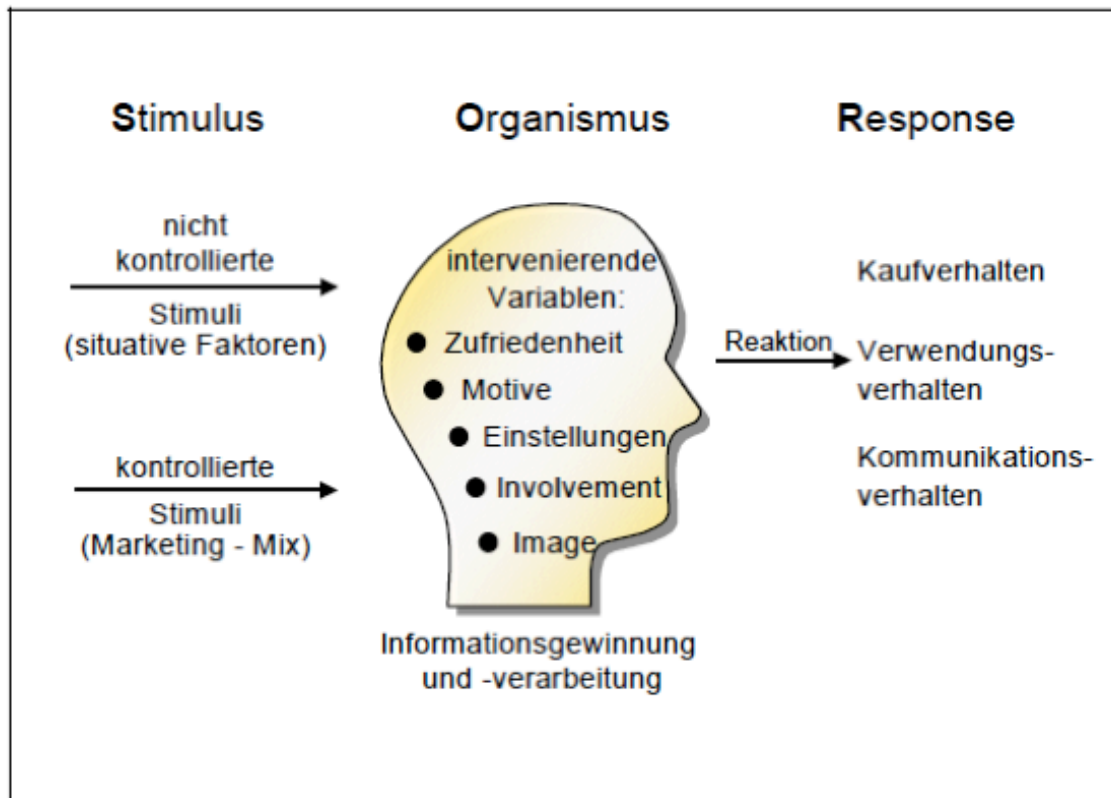 Stimulus
Organismus
Response
nicht
kontrollierte
Stimuli
(situative Faktoren)
kontrollierte
Stimuli
(Marketing - Mix)
intervenierende
Variablen:
● Zufriedenheit
● Motive
● Einstellungen
● Involvement
● Image
Informationsgewinnung
und -verarbeitung
Reaktion
Kaufverhalten
Verwendungs-
verhalten
Kommunikations-
verhalten